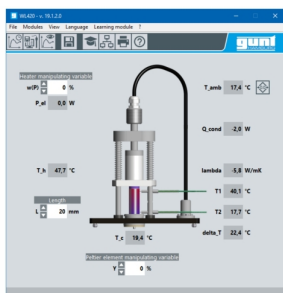 WL420 - v. 19.1.2.0
File Modules View Language Learning module ?
gunt
Heater manipulating variable
w(P) 0 %
P_el 0,0 W
T_amb 17,4 °C
Q_cond -2,0 W
T_h 47,7 °C
lambda -5,8 W/mK
T1 40,1 °C
Length
L 20 mm
T2 17,7 °C
T_c 19,4 °C
delta_T 22,4 °C
Peltier element manipulating variable
Y 0 %